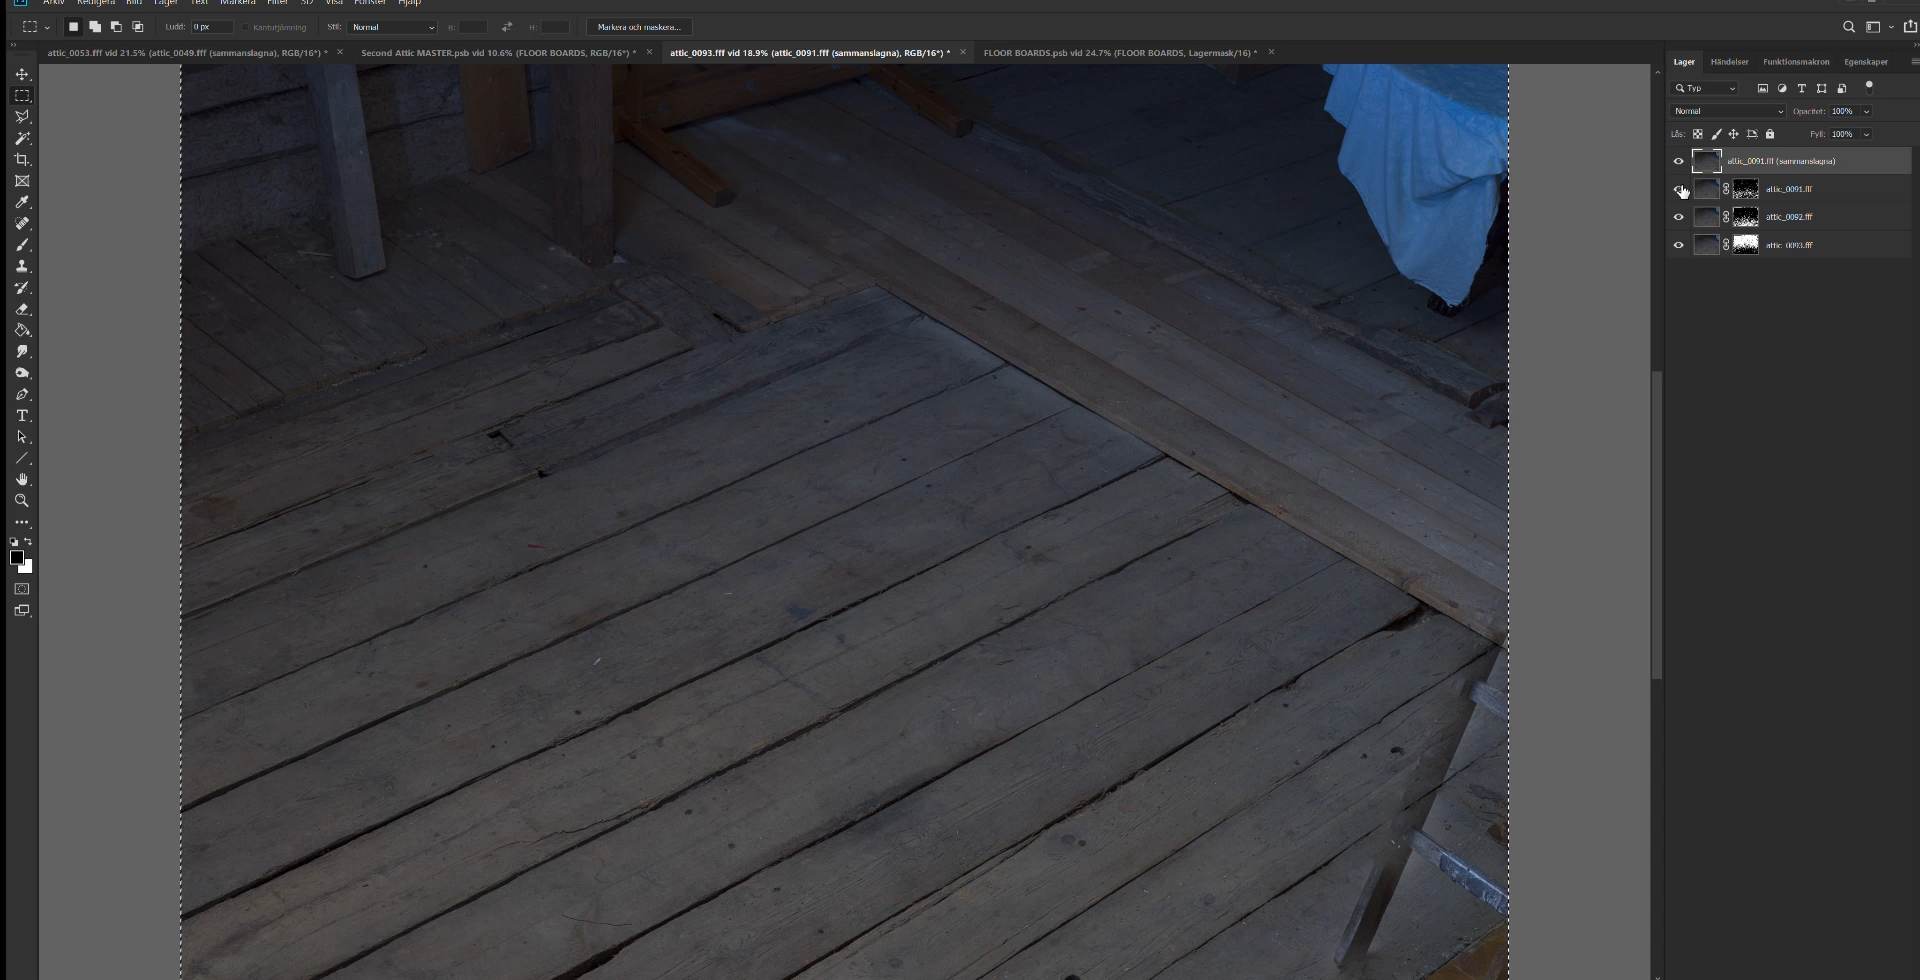 Arkiv Redigera Bild Lager Text Markera Filter 3D Visa Fönster Hjälp
Ludd: 0 px Kantutjämning Stil: Normal B: H: Markera och maskera...
attic_0053.fff vid 21.5% (attic_0049.fff (sammanslagna), RGB/16*) * × Second Attic MASTER.psb vid 10.6% (FLOOR BOARDS, RGB/16*) * × attic_0093.fff vid 18.9% (attic_0091.fff (sammanslagna), RGB/16*) * × FLOOR BOARDS.psb vid 24.7% (FLOOR BOARDS, Lagermask/16) * ×
Lager Händelser Funktionsmakron Egenskaper
Typ
Normal Opacitet: 100%
Lås: Fyll: 100%
attic_0091.fff (sammanslagna)
attic_0091.fff
attic_0092.fff
attic_0093.fff